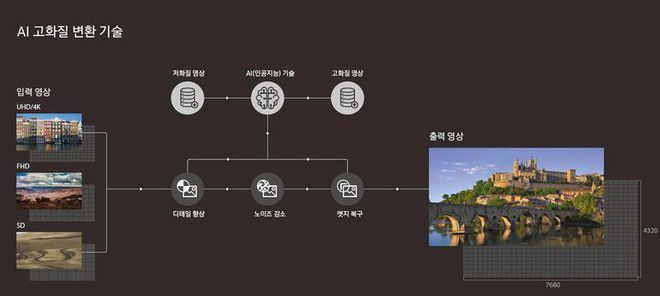 AI 고화질 변환 기술
저화질 영상
AI(인공지능) 기술
고화질 영상
입력 영상
UHD/4K
FHD
SD
디테일 향상
노이즈 감소
엣지 복구
출력 영상
4320
7680